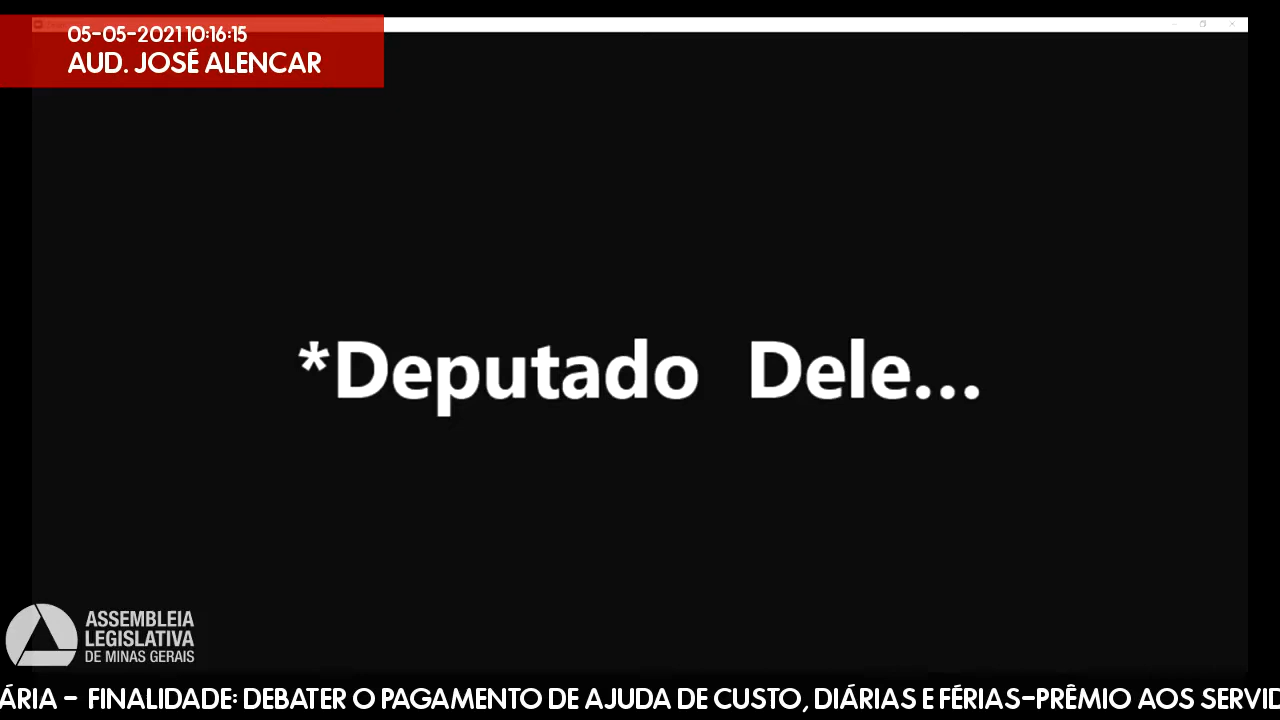 05-05-2021 10:16:15
AUD. JOSÉ ALENCAR
*Deputado Dele...
ASSEMBLEIA
LEGISLATIVA
DE MINAS GERAIS
ÁRIA - FINALIDADE: DEBATER O PAGAMENTO DE AJUDA DE CUSTO, DIÁRIAS E FÉRIAS-PRÊMIO AOS SERVID